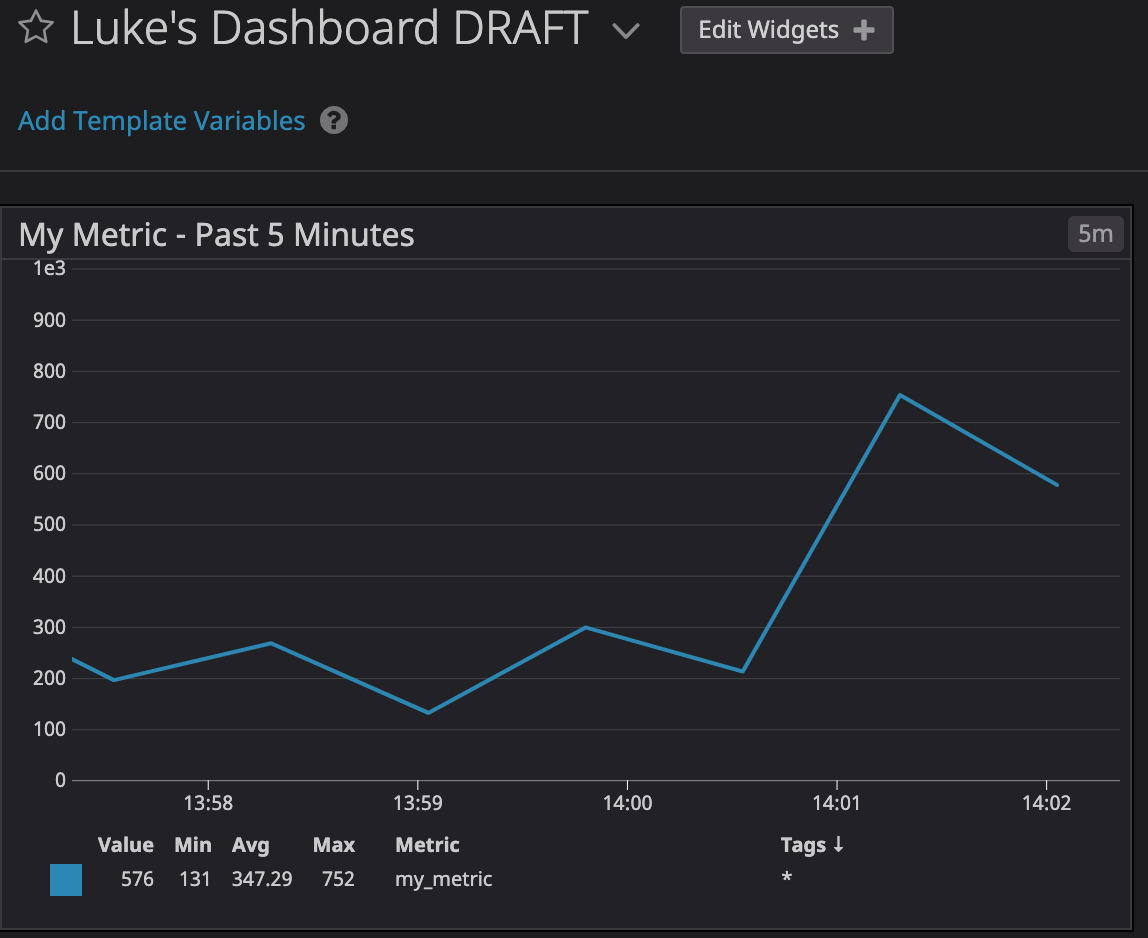 Luke's Dashboard DRAFT Edit Widgets +
Add Template Variables ?
My Metric - Past 5 Minutes 5m
1e3
900
800
700
600
500
400
300
200
100
0
13:58 13:59 14:00 14:01 14:02
Value Min Avg Max Metric Tags ↓
576 131 347.29 752 my_metric *